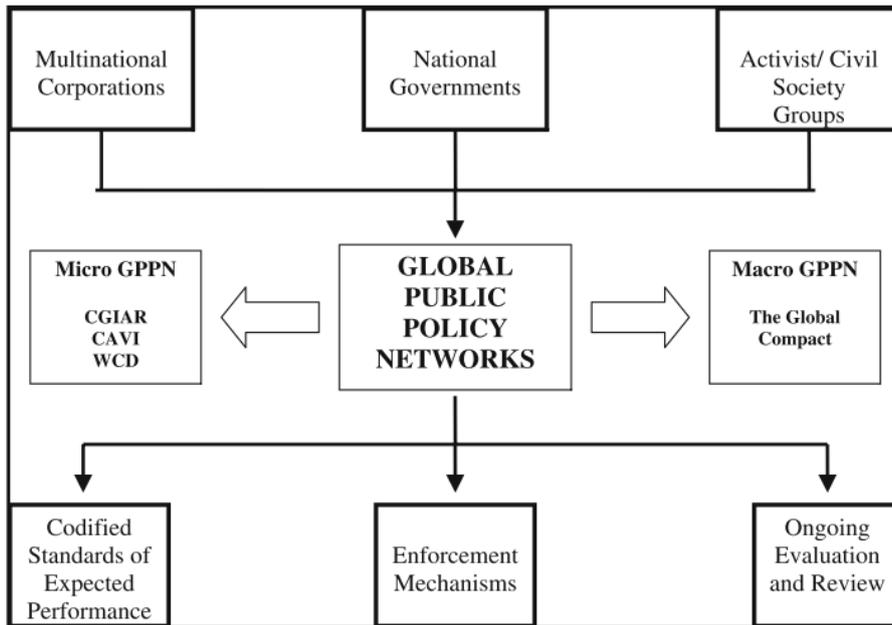 Multinational
Corporations
National
Governments
Activist/ Civil
Society
Groups
Micro GPPN
CGIAR
CAVI
WCD
GLOBAL
PUBLIC
POLICY
NETWORKS
Macro GPPN
The Global
Compact
Codified
Standards of
Expected
Performance
Enforcement
Mechanisms
Ongoing
Evaluation
and Review